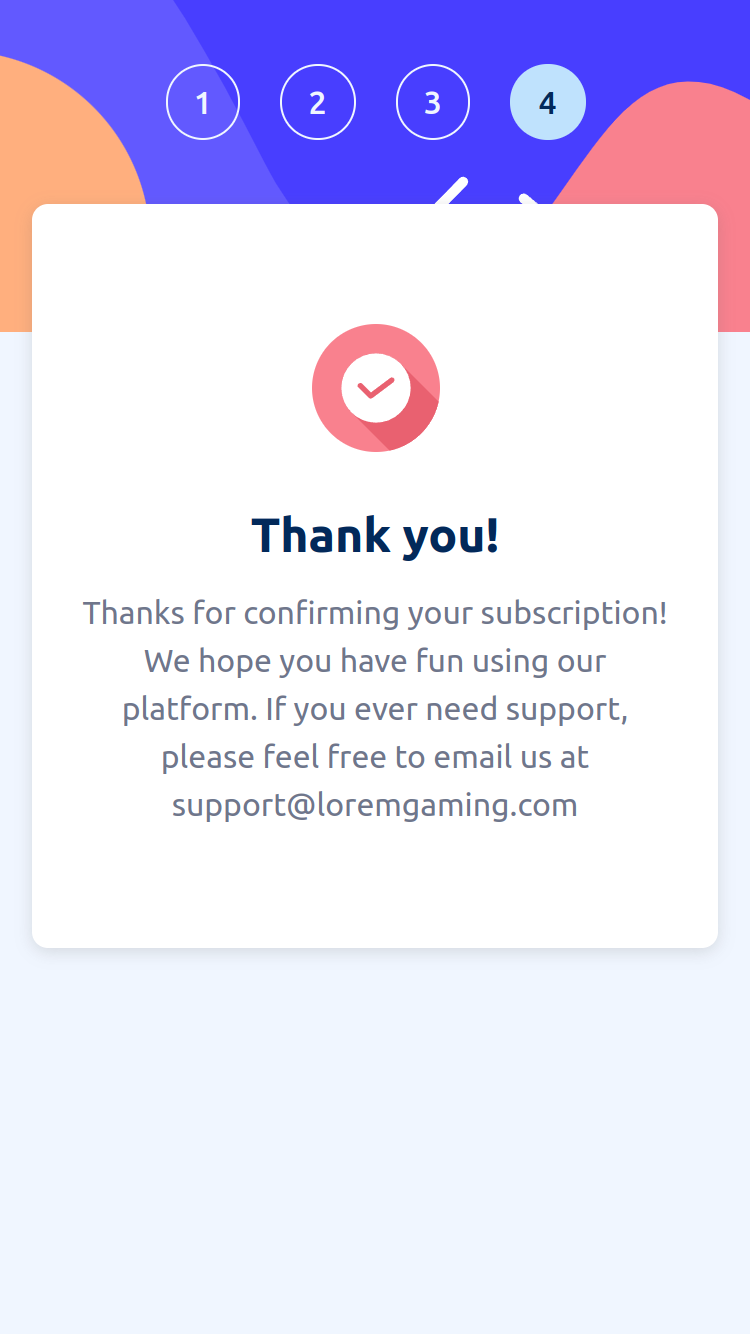 1 2 3 4
Thank you!
Thanks for confirming your subscription!
We hope you have fun using our
platform. If you ever need support,
please feel free to email us at
support@loremgaming.com